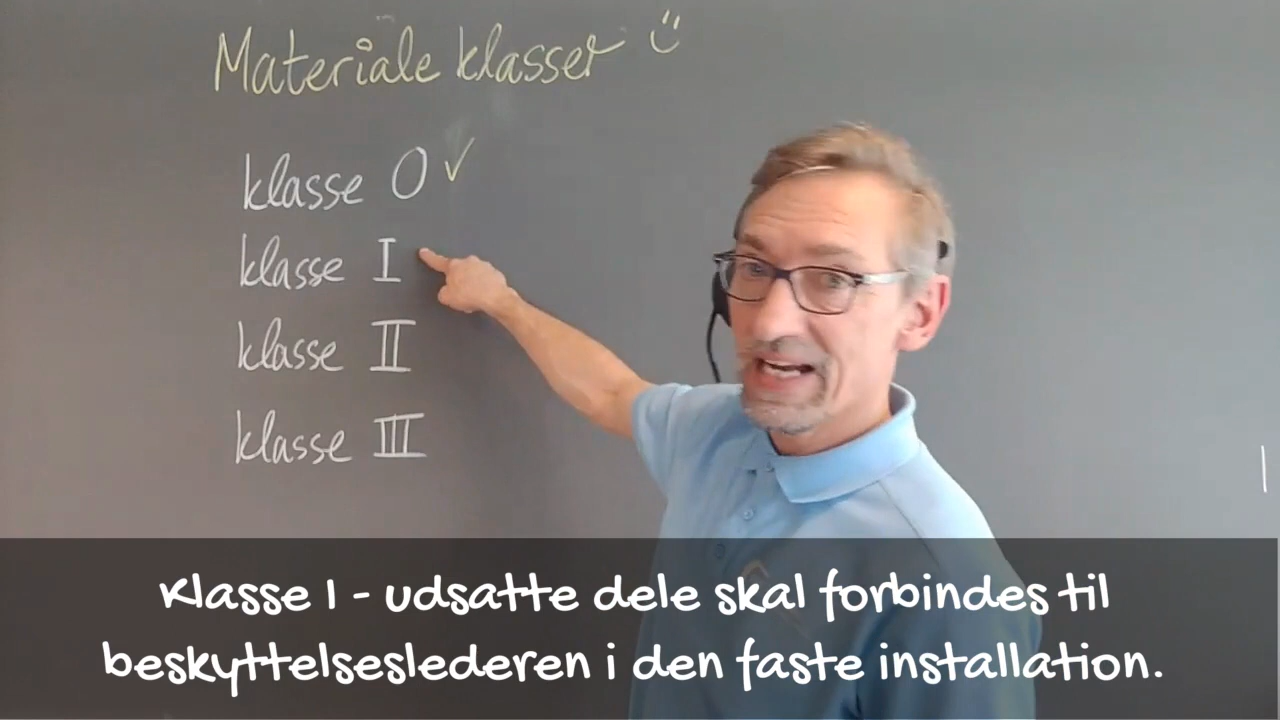 Materiale klasser
klasse 0 ✓
klasse I
klasse II
klasse III
Klasse I - udsatte dele skal forbindes til
beskyttelseslederen i den faste installation.